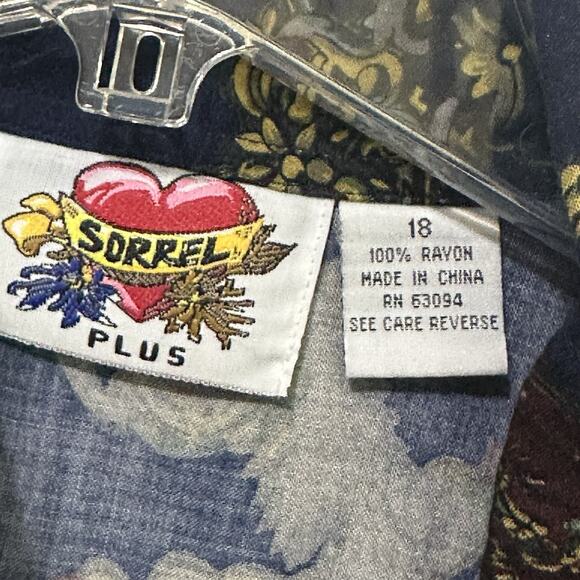 SORREL
PLUS
18
100% RAYON
MADE IN CHINA
RN 63094
SEE CARE REVERSE